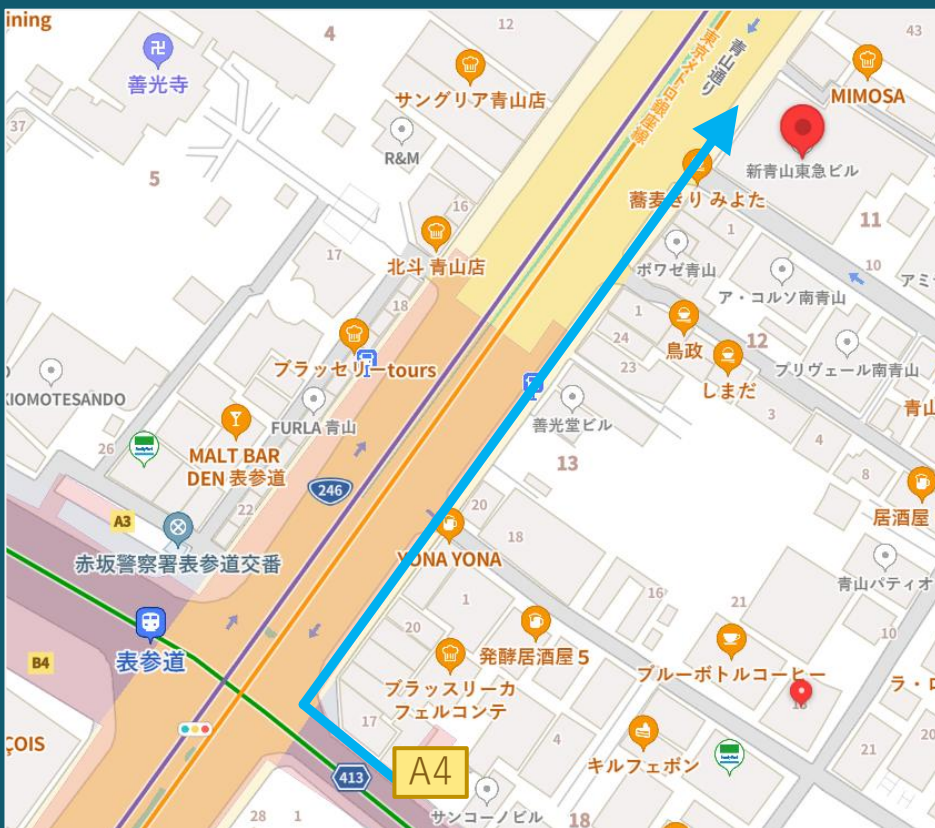 ining
4
12
43
善光寺
サングリア青山店
青山通り
東京メトロ銀座線
MIMOSA
37
R&M
新青山東急ビル
5
蕎麦きり みよた
16
11
1
北斗 青山店
17
ボワゼ青山
10
ア・コルソ南青山
アミ
18
1
24
鳥政
12
ブラッセリーtours
23
しまだ
プリヴェール南青山
KIOMOTESANDO
FURLA 青山
善光堂ビル
3
青山
26
FamilyMart
MALT BAR
DEN 表参道
4
13
8
246
22
20
居酒屋
A3
18
赤坂警察署表参道交番
YONA YONA
青山パティオ
16
1
21
10
表参道
20
発酵居酒屋５
B4
ブラッスリーカ
フェルコンテ
ブルーボトルコーヒー
ラ・ロ
17
ÇOIS
4
キルフェボン
FamilyMart
21
20
A4
413
サンコーノビル
28
1
18